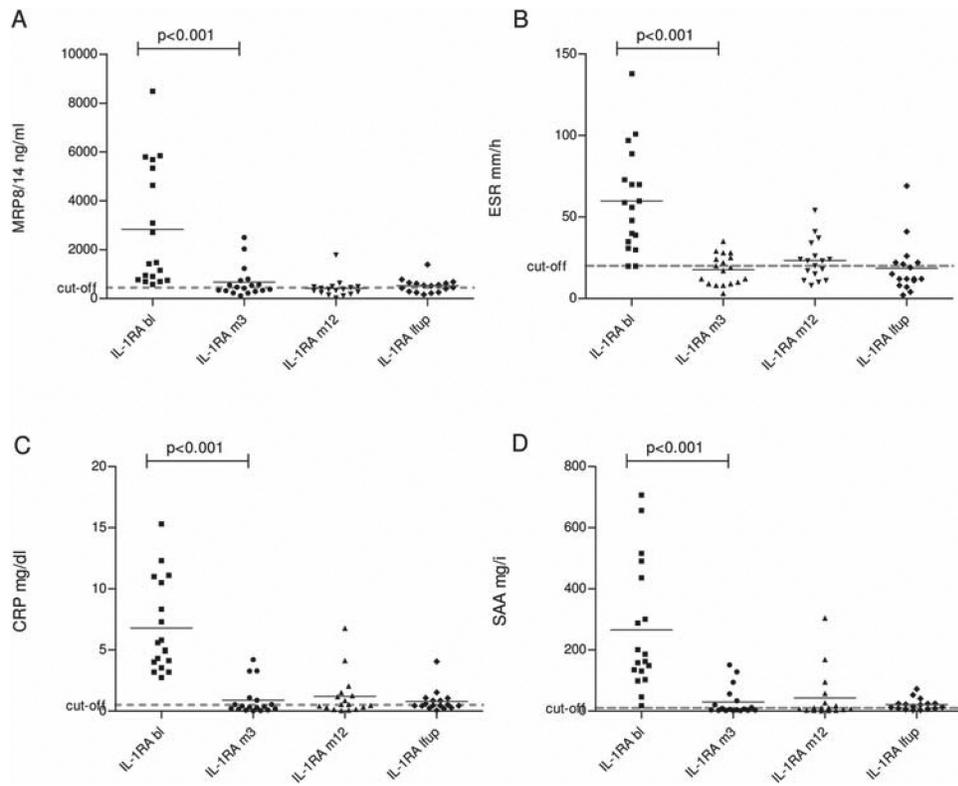 A
p<0.001
10000
8000
6000
4000
2000
cut-off
0
MRP8/14 ng/ml
IL-1RA bl
IL-1RA m3
IL-1RA m12
IL-1RA lfup
B
p<0.001
150
100
50
cut-off
0
ESR mm/h
IL-1RA bl
IL-1RA m3
IL-1RA m12
IL-1RA lfup
C
p<0.001
20
15
10
5
cut-off
0
CRP mg/dl
IL-1RA bl
IL-1RA m3
IL-1RA m12
IL-1RA lfup
D
p<0.001
800
600
400
200
cut-off
0
SAA mg/i
IL-1RA bl
IL-1RA m3
IL-1RA m12
IL-1RA lfup